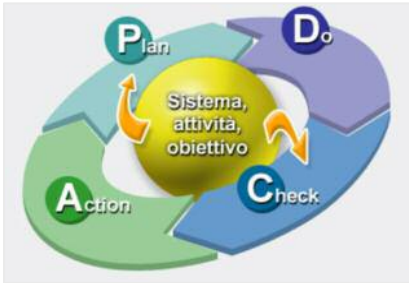 Plan
Do
Sistema,
attività,
obiettivo
Action
Check